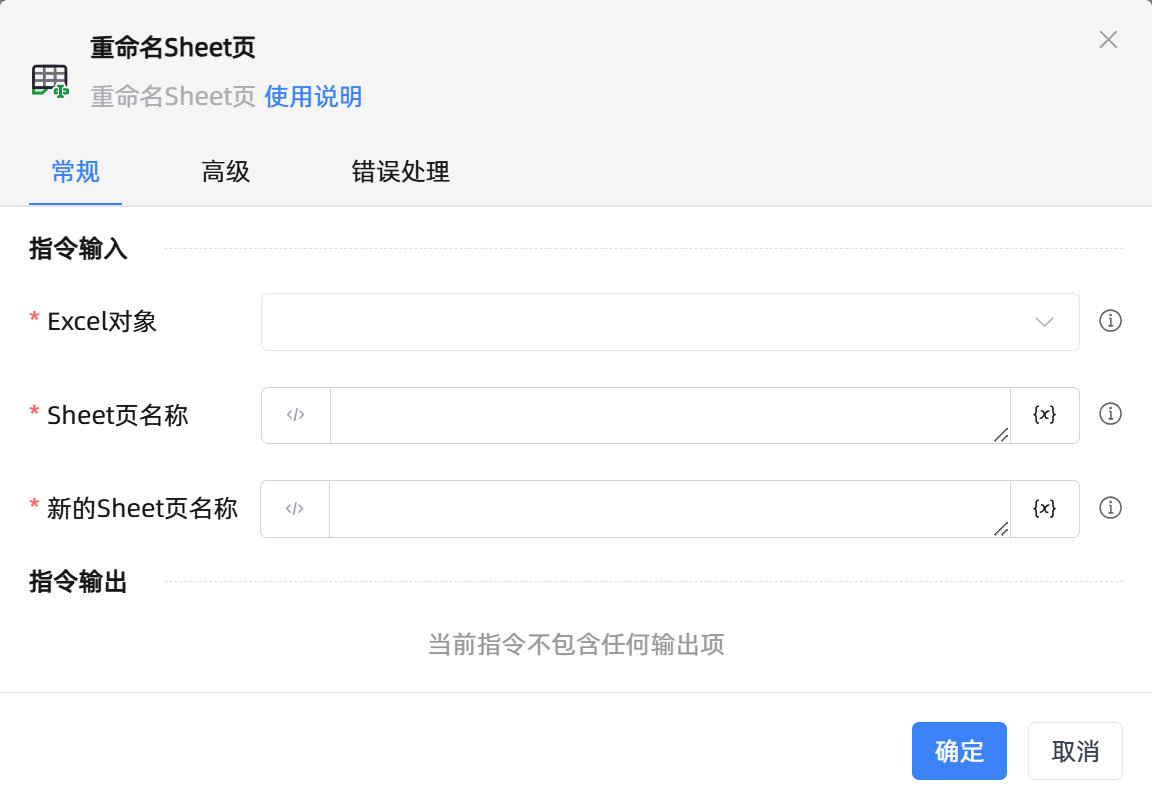 重命名Sheet页
重命名Sheet页 使用说明
常规 高级 错误处理
指令输入
* Excel对象
* Sheet页名称 </> {x}
* 新的Sheet页名称 </> {x}
指令输出
当前指令不包含任何输出项
确定 取消